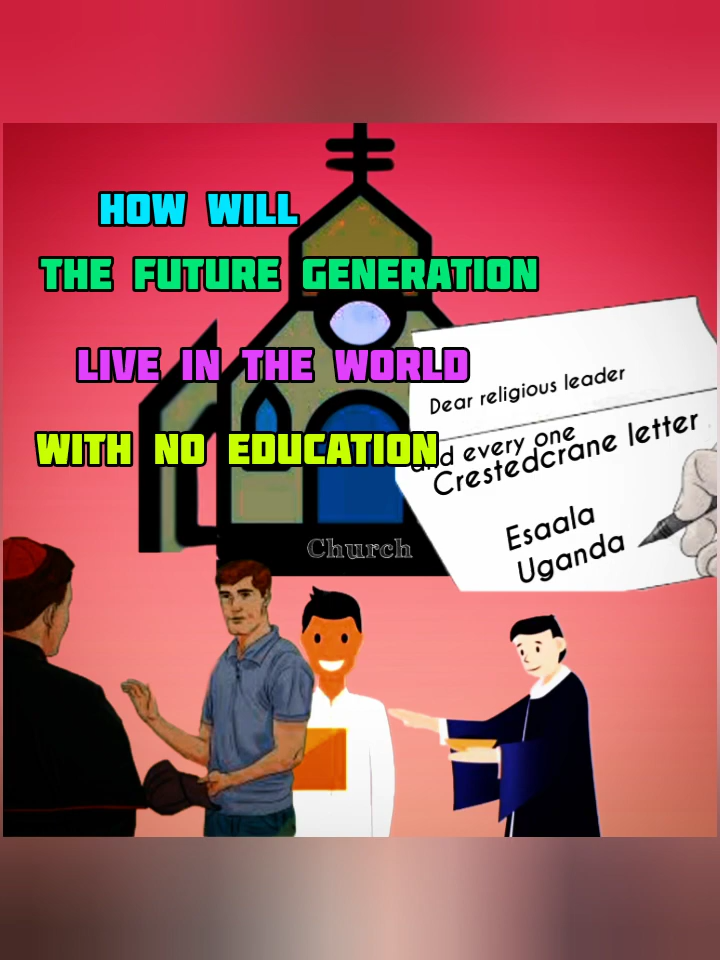 HOW WILL
THE FUTURE GENERATION
LIVE IN THE WORLD
WITH NO EDUCATION
Dear religious leader
and every one
Crestedcrane letter
Esaala
Uganda
Church